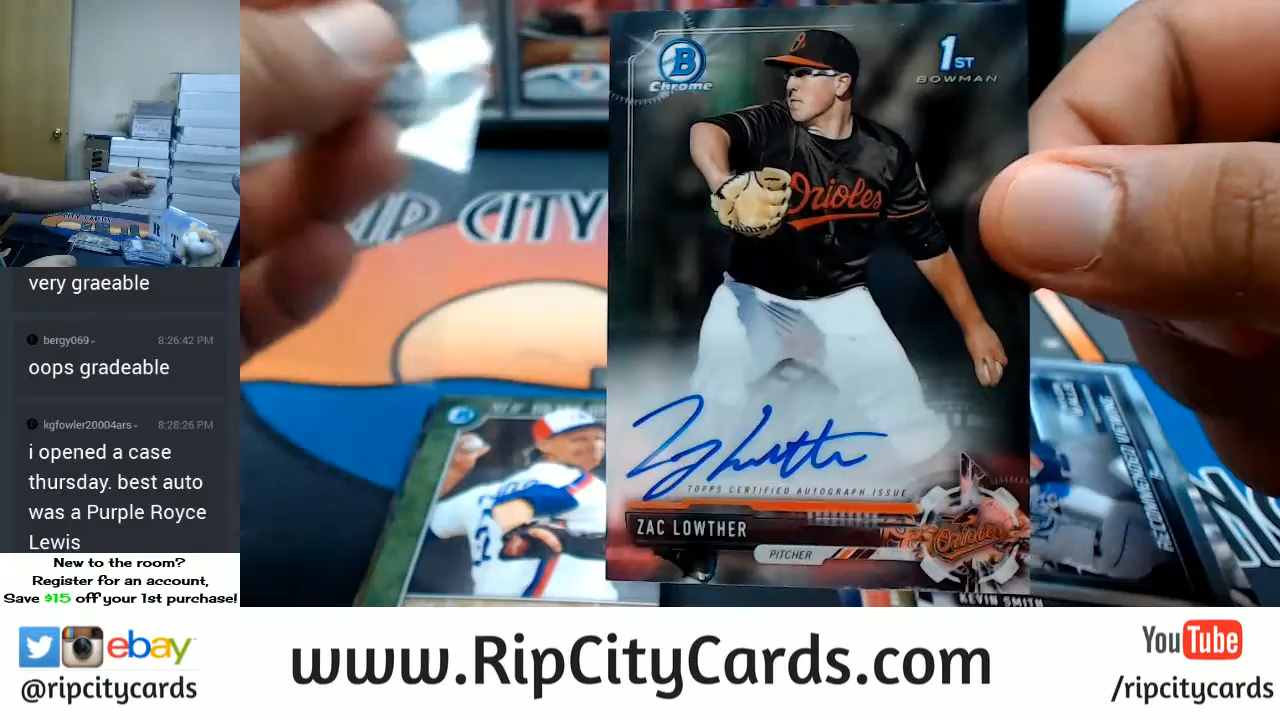 very graeable
bergy069
8:26:42 PM
oops gradeable
kgfowler20004ars
8:28:26 PM
i opened a case
thursday. best auto
was a Purple Royce
Lewis
New to the room?
Register for an account,
Save $15 off your 1st purchase!
RIP CITY
B
Chrome
1ST
BOWMAN
Orioles
TOPPS CERTIFIED AUTOGRAPH ISSUE
ZAC LOWTHER
PITCHER
Orioles
KEVIN SMITH
ebay
@ripcitycards
www.RipCityCards.com
YouTube
/ripcitycards